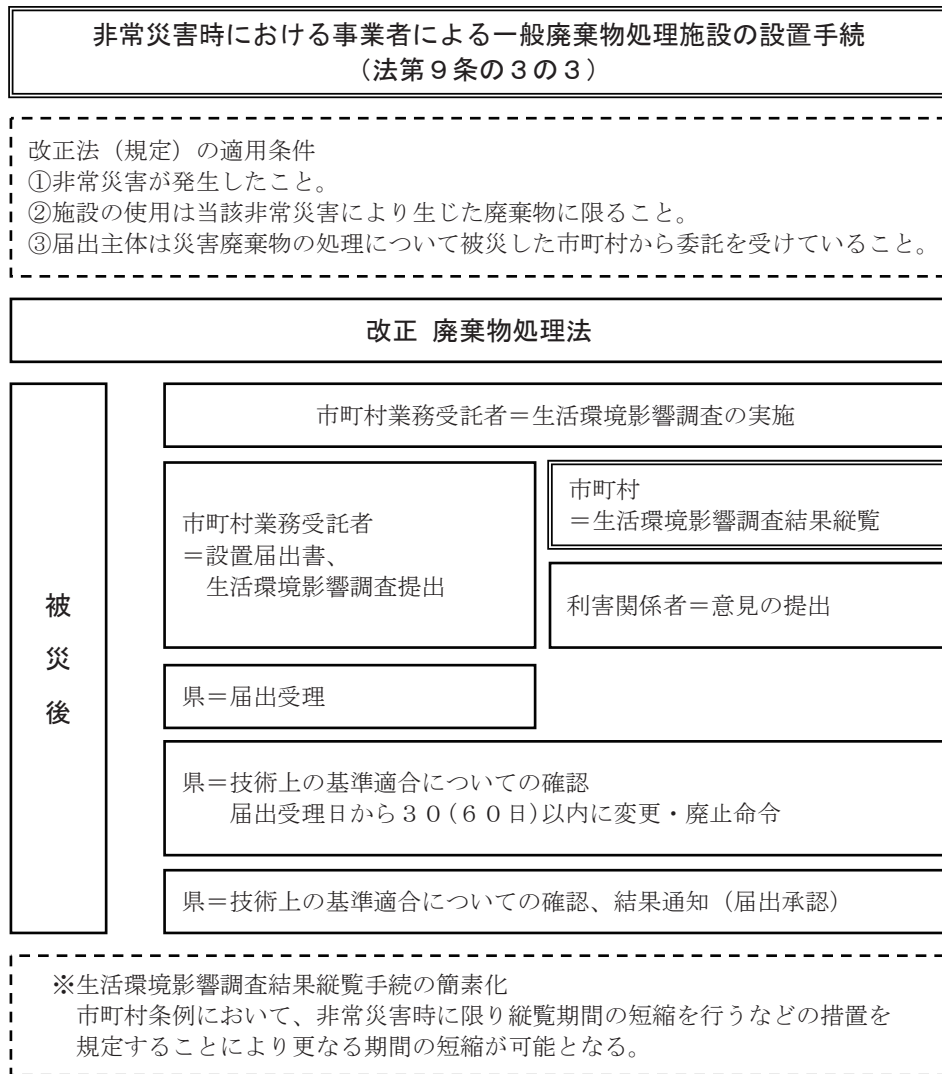 非常災害時における事業者による一般廃棄物処理施設の設置手続
（法第９条の３の３）
改正法（規定）の適用条件
①非常災害が発生したこと。
②施設の使用は当該非常災害により生じた廃棄物に限ること。
③届出主体は災害廃棄物の処理について被災した市町村から委託を受けていること。
改正 廃棄物処理法
被災後
市町村業務受託者＝生活環境影響調査の実施
市町村業務受託者
＝設置届出書、
生活環境影響調査提出
市町村
＝生活環境影響調査結果縦覧
利害関係者＝意見の提出
県＝届出受理
県＝技術上の基準適合についての確認
届出受理日から３０(６０日)以内に変更・廃止命令
県＝技術上の基準適合についての確認、結果通知（届出承認）
※生活環境影響調査結果縦覧手続の簡素化
市町村条例において、非常災害時に限り縦覧期間の短縮を行うなどの措置を
規定することにより更なる期間の短縮が可能となる。